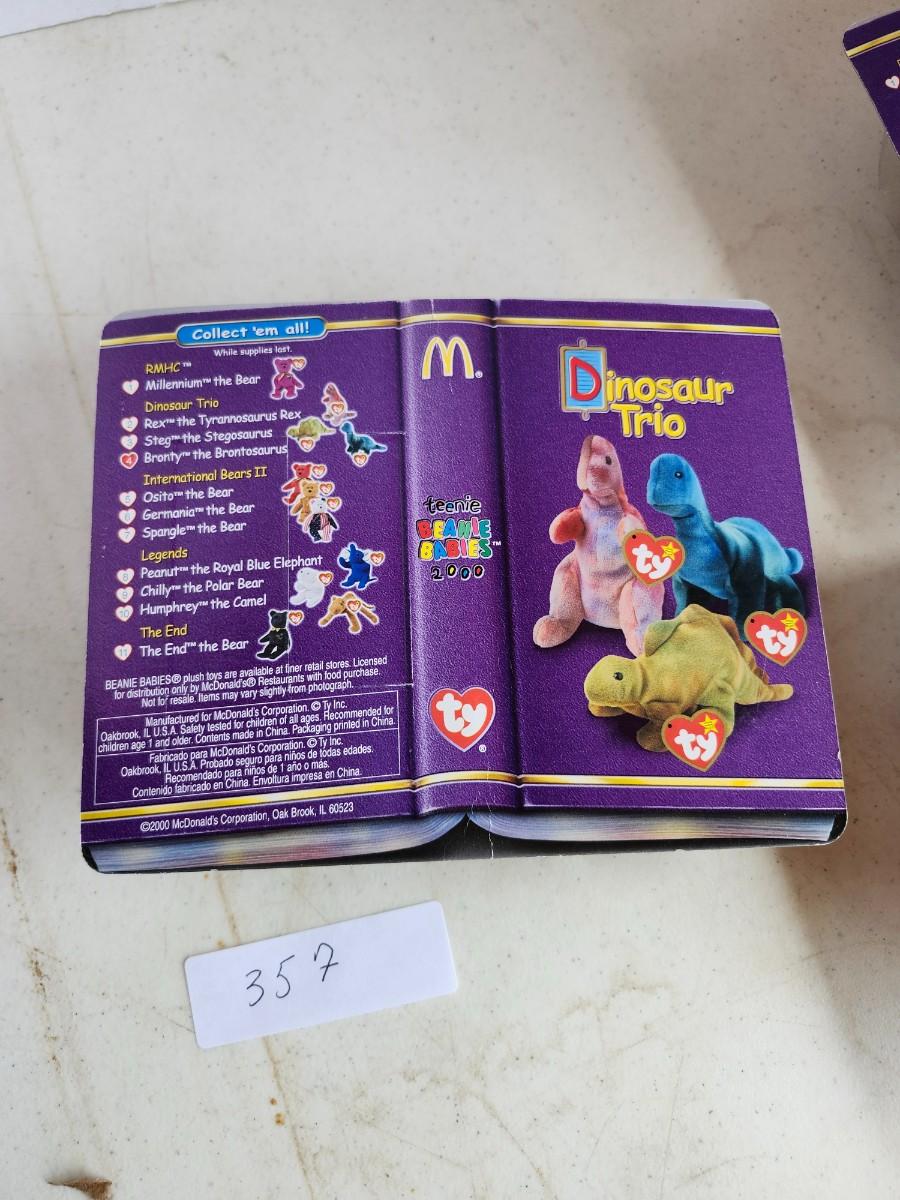 Collect 'em all!
While supplies last.
RMHC™
1 Millennium™ the Bear
Dinosaur Trio
2 Rex™ the Tyrannosaurus Rex
3 Steg™ the Stegosaurus
4 Bronty™ the Brontosaurus
International Bears II
5 Osito™ the Bear
6 Germania™ the Bear
7 Spangle™ the Bear
Legends
8 Peanut™ the Royal Blue Elephant
9 Chilly™ the Polar Bear
10 Humphrey™ the Camel
The End
11 The End™ the Bear
BEANIE BABIES® plush toys are available at finer retail stores. Licensed
for distribution only by McDonald's® Restaurants with food purchase.
Not for resale. Items may vary slightly from photograph.
Manufactured for McDonald's Corporation. © Ty Inc.
Oakbrook, IL U.S.A. Safely tested for children of all ages. Recommended for
children age 1 and older. Contents made in China. Packaging printed in China.
Fabricado para McDonald's Corporation. © Ty Inc.
Oakbrook, IL U.S.A. Probado seguro para niños de todas edades.
Recomendado para niños de 1 año o más.
Contenido fabricado en China. Envoltura impresa en China.
©2000 McDonald's Corporation, Oak Brook, IL 60523
M®
teenie
BEANIE
BABIES™
2000
ty®
Dinosaur
Trio
ty
ty
ty
357